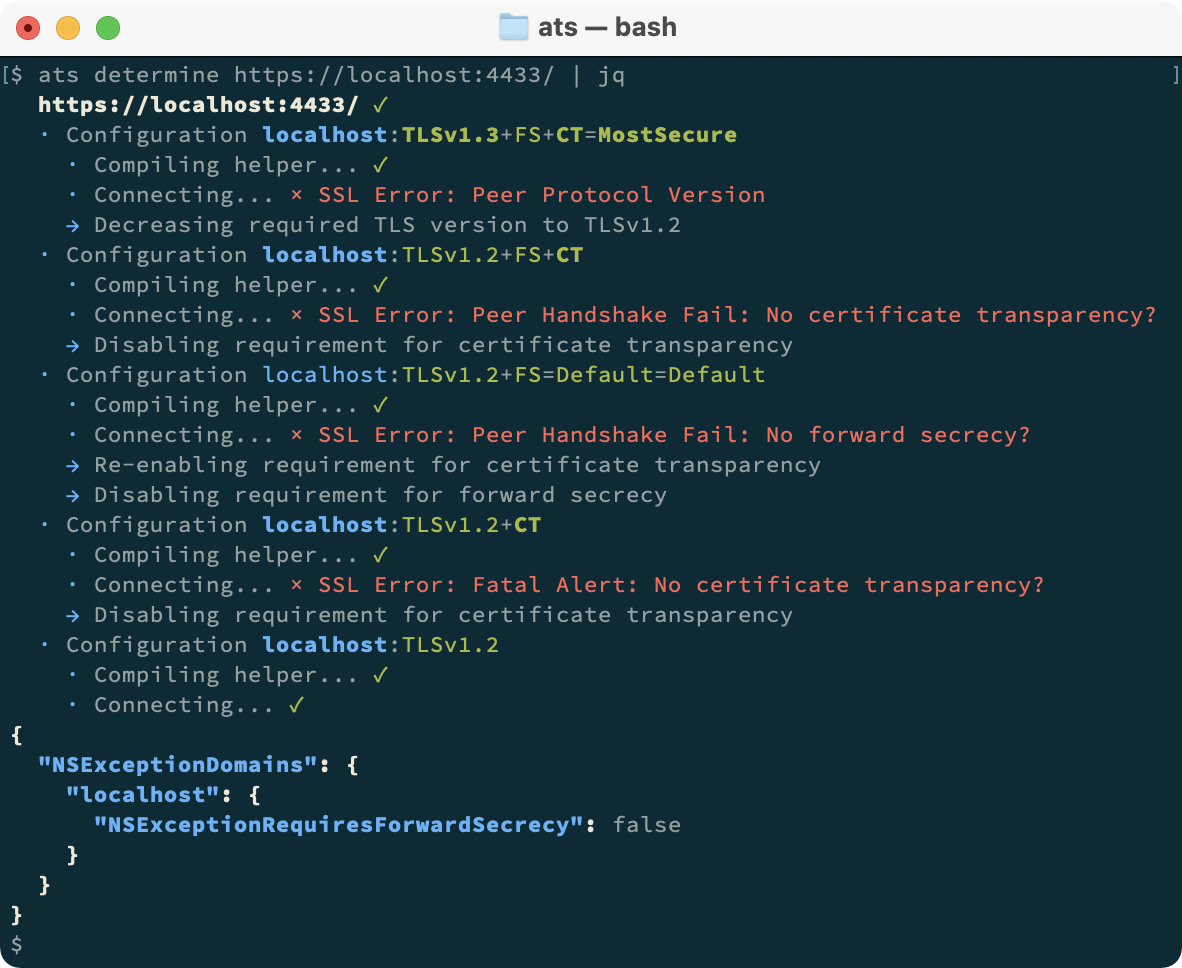 ats — bash
[$ ats determine https://localhost:4433/ | jq ]
https://localhost:4433/ ✓
· Configuration localhost:TLSv1.3+FS+CT=MostSecure
· Compiling helper... ✓
· Connecting... × SSL Error: Peer Protocol Version
→ Decreasing required TLS version to TLSv1.2
· Configuration localhost:TLSv1.2+FS+CT
· Compiling helper... ✓
· Connecting... × SSL Error: Peer Handshake Fail: No certificate transparency?
→ Disabling requirement for certificate transparency
· Configuration localhost:TLSv1.2+FS=Default=Default
· Compiling helper... ✓
· Connecting... × SSL Error: Peer Handshake Fail: No forward secrecy?
→ Re-enabling requirement for certificate transparency
→ Disabling requirement for forward secrecy
· Configuration localhost:TLSv1.2+CT
· Compiling helper... ✓
· Connecting... × SSL Error: Fatal Alert: No certificate transparency?
→ Disabling requirement for certificate transparency
· Configuration localhost:TLSv1.2
· Compiling helper... ✓
· Connecting... ✓
{
"NSExceptionDomains": {
"localhost": {
"NSExceptionRequiresForwardSecrecy": false
}
}
}
$